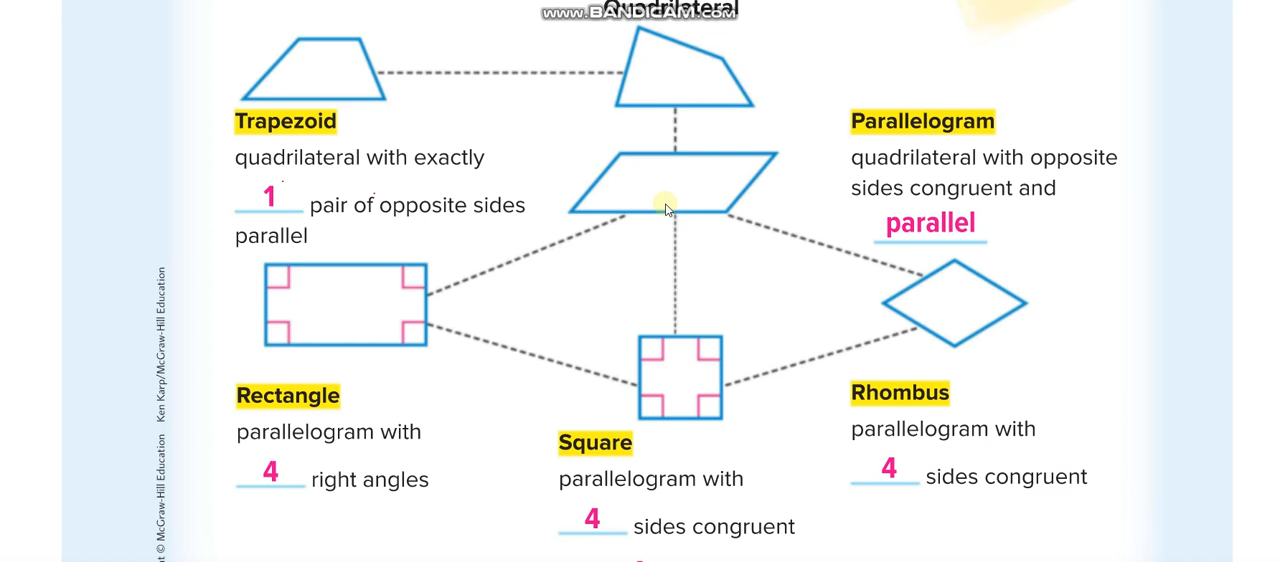 Quadrilateral
www.BANDICAM.com
Trapezoid
quadrilateral with exactly
1 pair of opposite sides
parallel
Parallelogram
quadrilateral with opposite
sides congruent and
parallel
Rectangle
parallelogram with
4 right angles
Square
parallelogram with
4 sides congruent
Rhombus
parallelogram with
4 sides congruent
© McGraw-Hill Education Ken Karp/McGraw-Hill Education